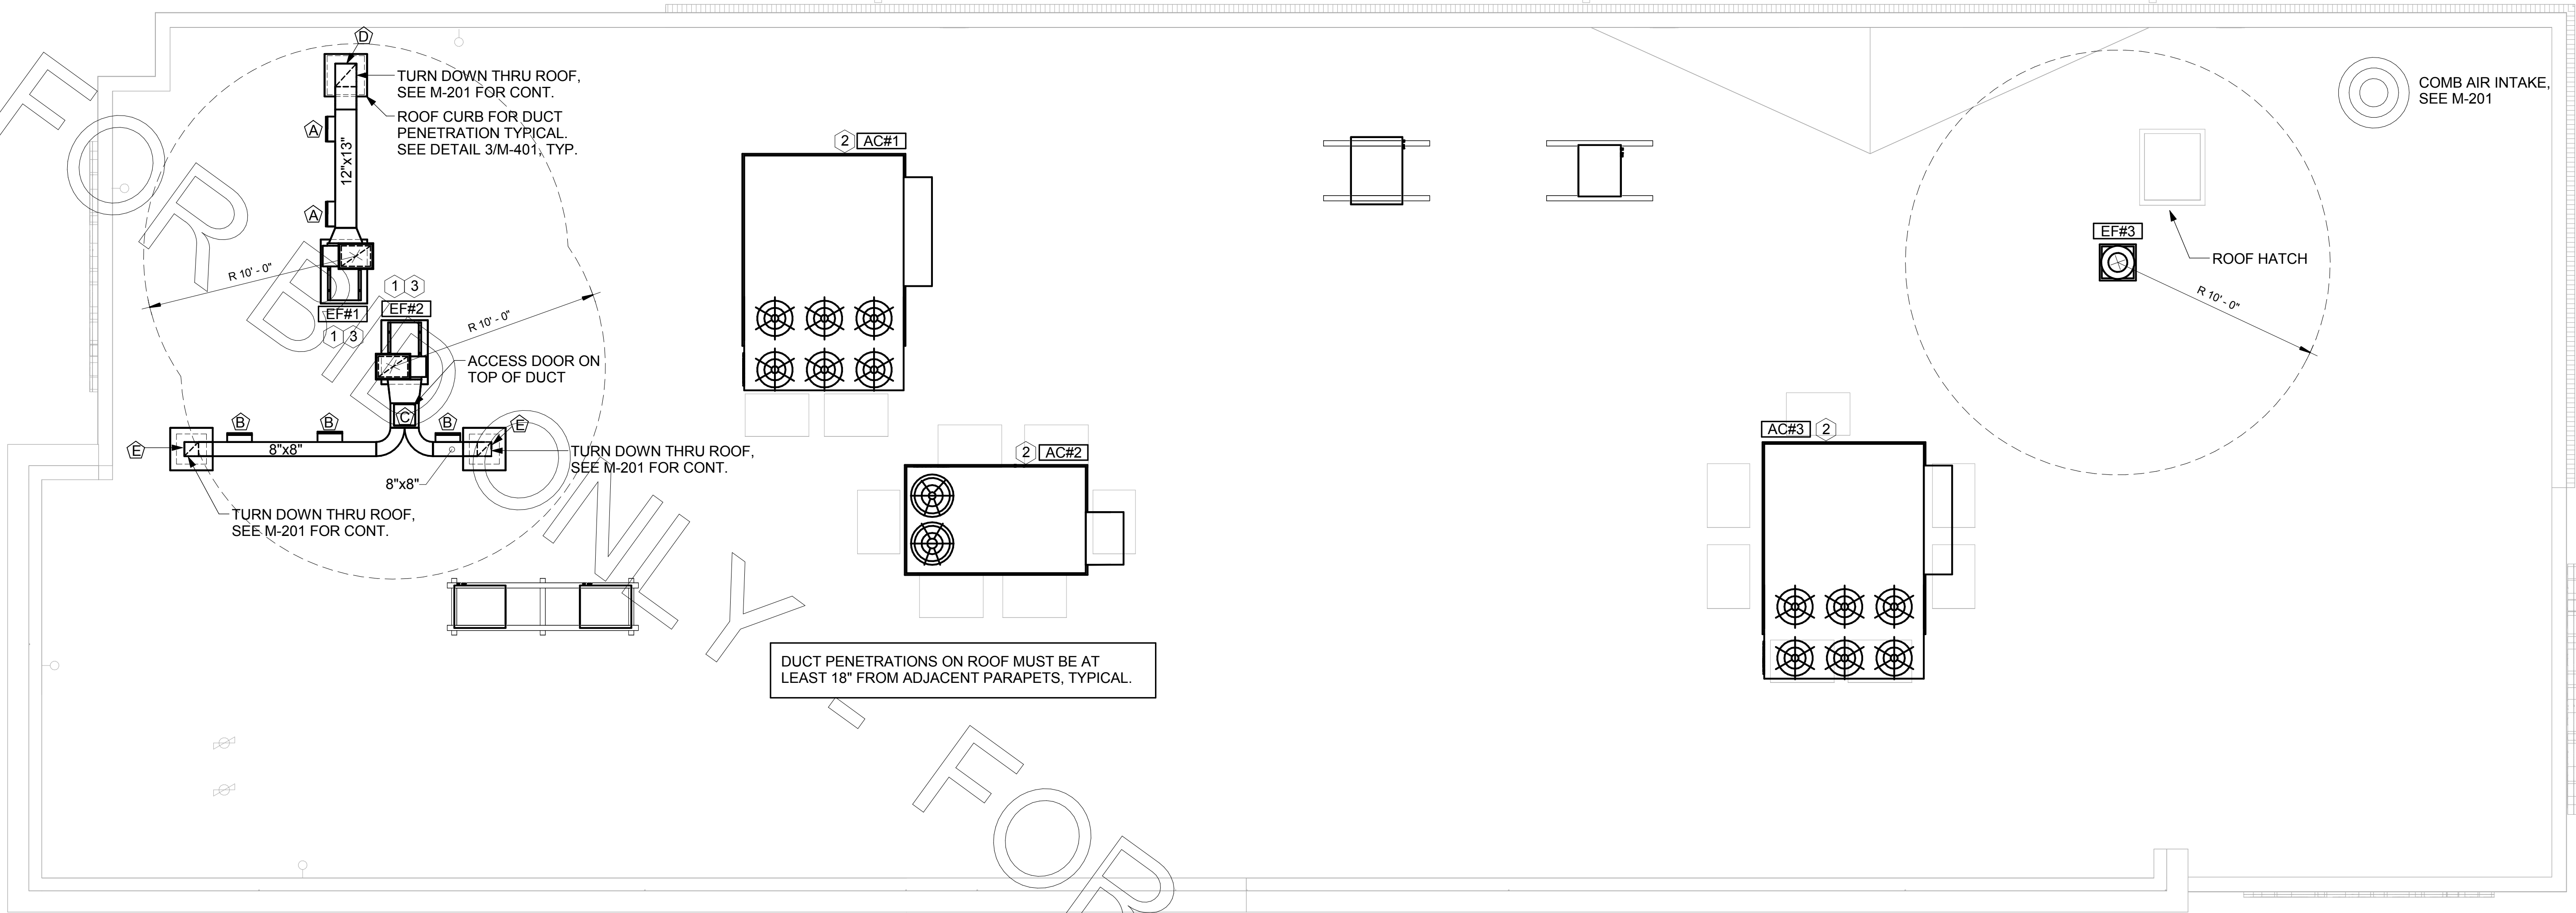 D
TURN DOWN THRU ROOF,
SEE M-201 FOR CONT.
ROOF CURB FOR DUCT
PENETRATION TYPICAL.
SEE DETAIL 3/M-401, TYP.
A
12"x13"
A
R 10' - 0"
EF#1
1 3
1 3
EF#2
R 10' - 0"
ACCESS DOOR ON
TOP OF DUCT
B
B
C
B
E
E
8"x8"
8"x8"
TURN DOWN THRU ROOF,
SEE M-201 FOR CONT.
TURN DOWN THRU ROOF,
SEE M-201 FOR CONT.
2 AC#1
2 AC#2
DUCT PENETRATIONS ON ROOF MUST BE AT
LEAST 18" FROM ADJACENT PARAPETS, TYPICAL.
AC#3 2
EF#3
R 10' - 0"
ROOF HATCH
COMB AIR INTAKE,
SEE M-201
FOR BIDDING ONLY - FOR